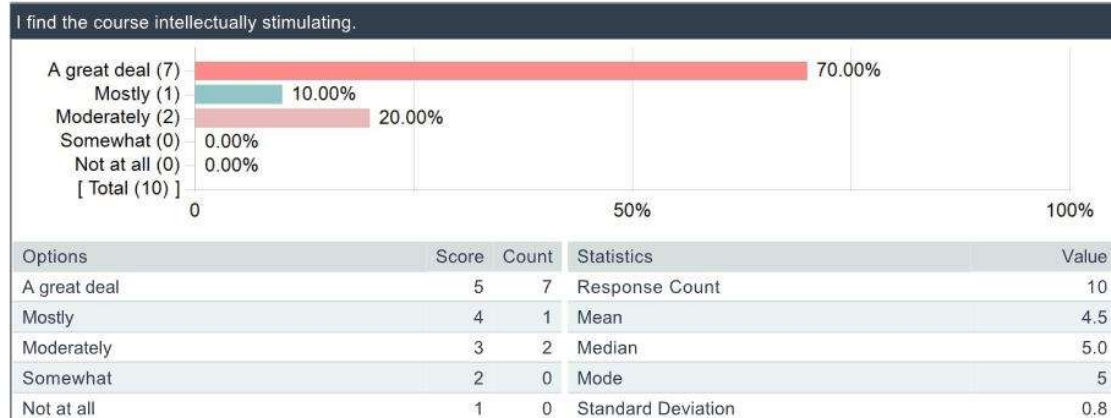 I find the course intellectually stimulating.
A great deal (7) 70.00%
Mostly (1) 10.00%
Moderately (2) 20.00%
Somewhat (0) 0.00%
Not at all (0) 0.00%
[ Total (10) ]
0 50% 100%
Options Score Count Statistics Value
A great deal 5 7 Response Count 10
Mostly 4 1 Mean 4.5
Moderately 3 2 Median 5.0
Somewhat 2 0 Mode 5
Not at all 1 0 Standard Deviation 0.8